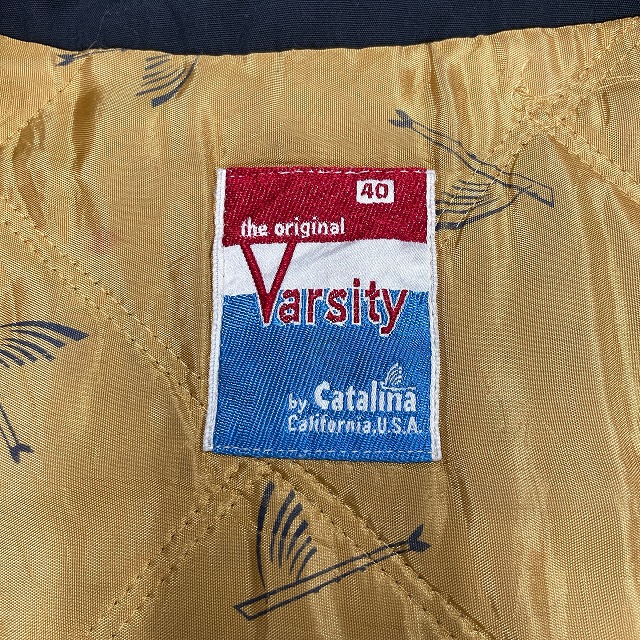 40
the original
Varsity
by Catalina
California, U.S.A.